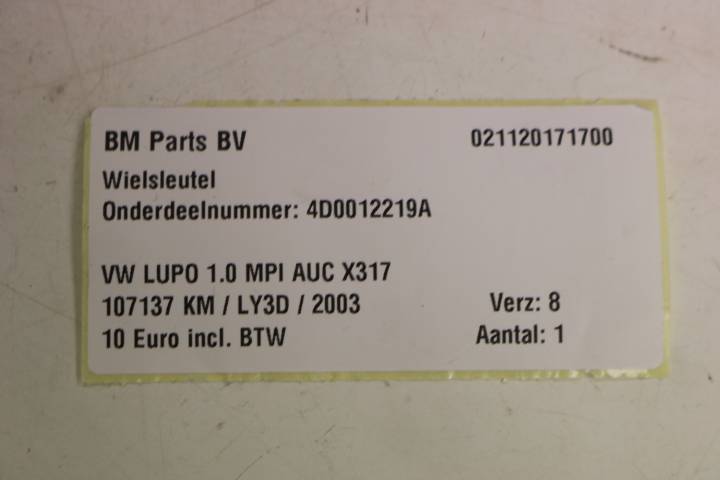 BM Parts BV 021120171700
Wielsleutel
Onderdeelnummer: 4D0012219A
VW LUPO 1.0 MPI AUC X317
107137 KM / LY3D / 2003 Verz: 8
10 Euro incl. BTW Aantal: 1